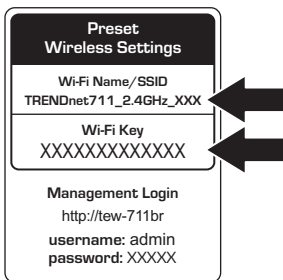 Preset
Wireless Settings
Wi-Fi Name/SSID
TRENDnet711_2.4GHz_XXX
Wi-Fi Key
XXXXXXXXXXXXX
Management Login
http://tew-711br
username: admin
password: XXXXX